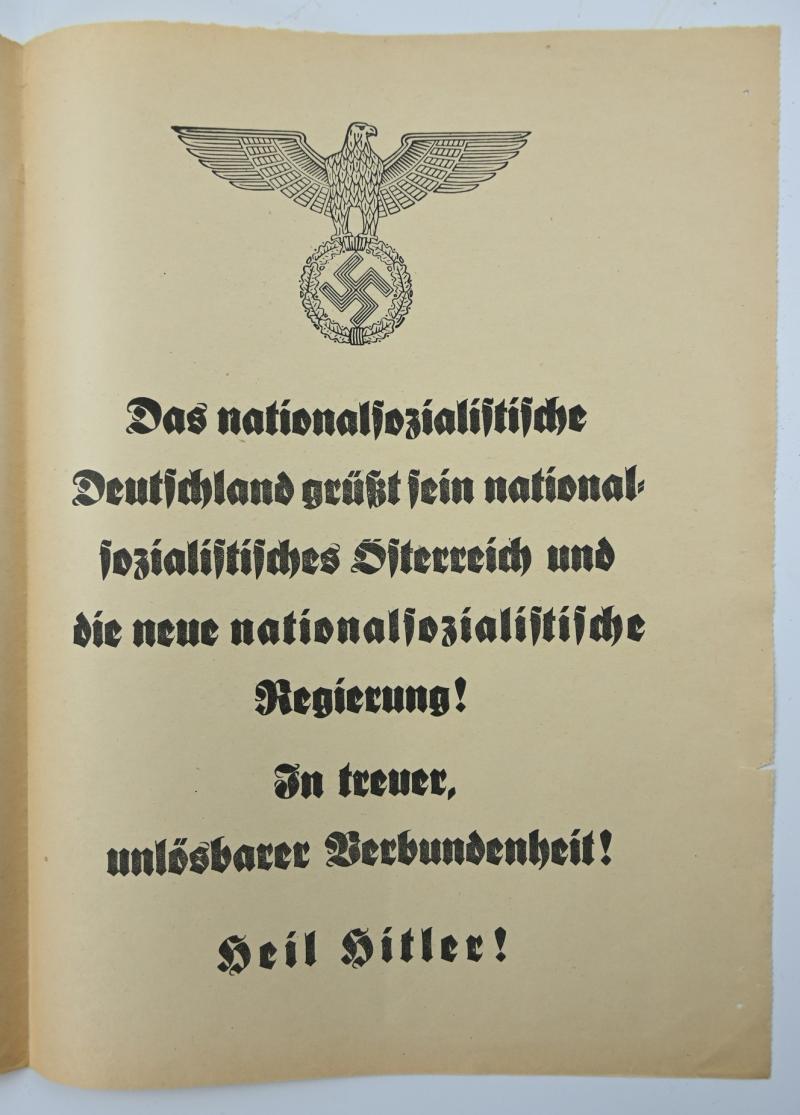 Das nationalsozialistische
Deutschland grüßt sein national-
sozialistisches Österreich und
die neue nationalsozialistische
Regierung!
In treuer,
unlösbarer Verbundenheit!
Heil Hitler!